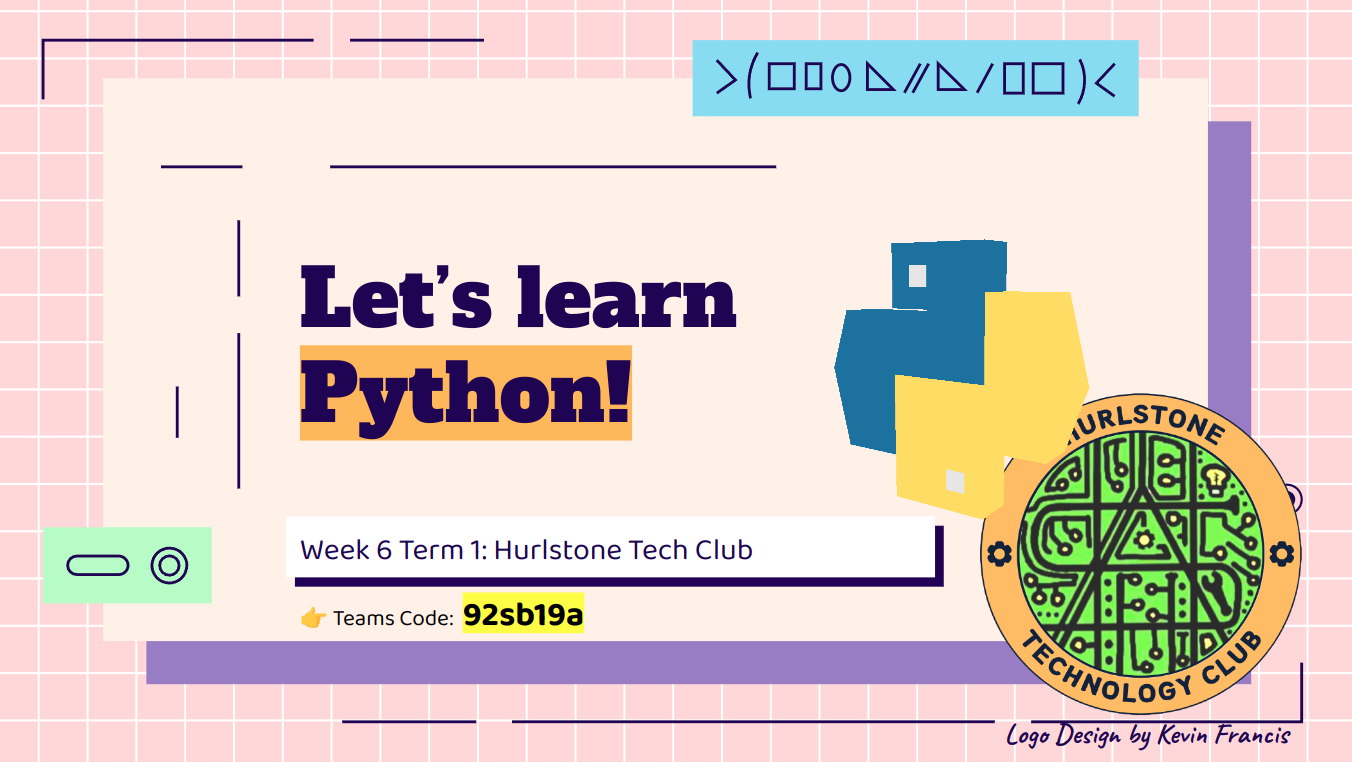 Let's learn
Python!
Week 6 Term 1: Hurlstone Tech Club
👉 Teams Code: 92sb19a
HURLSTONE
TECHNOLOGY CLUB
Logo Design by Kevin Francis